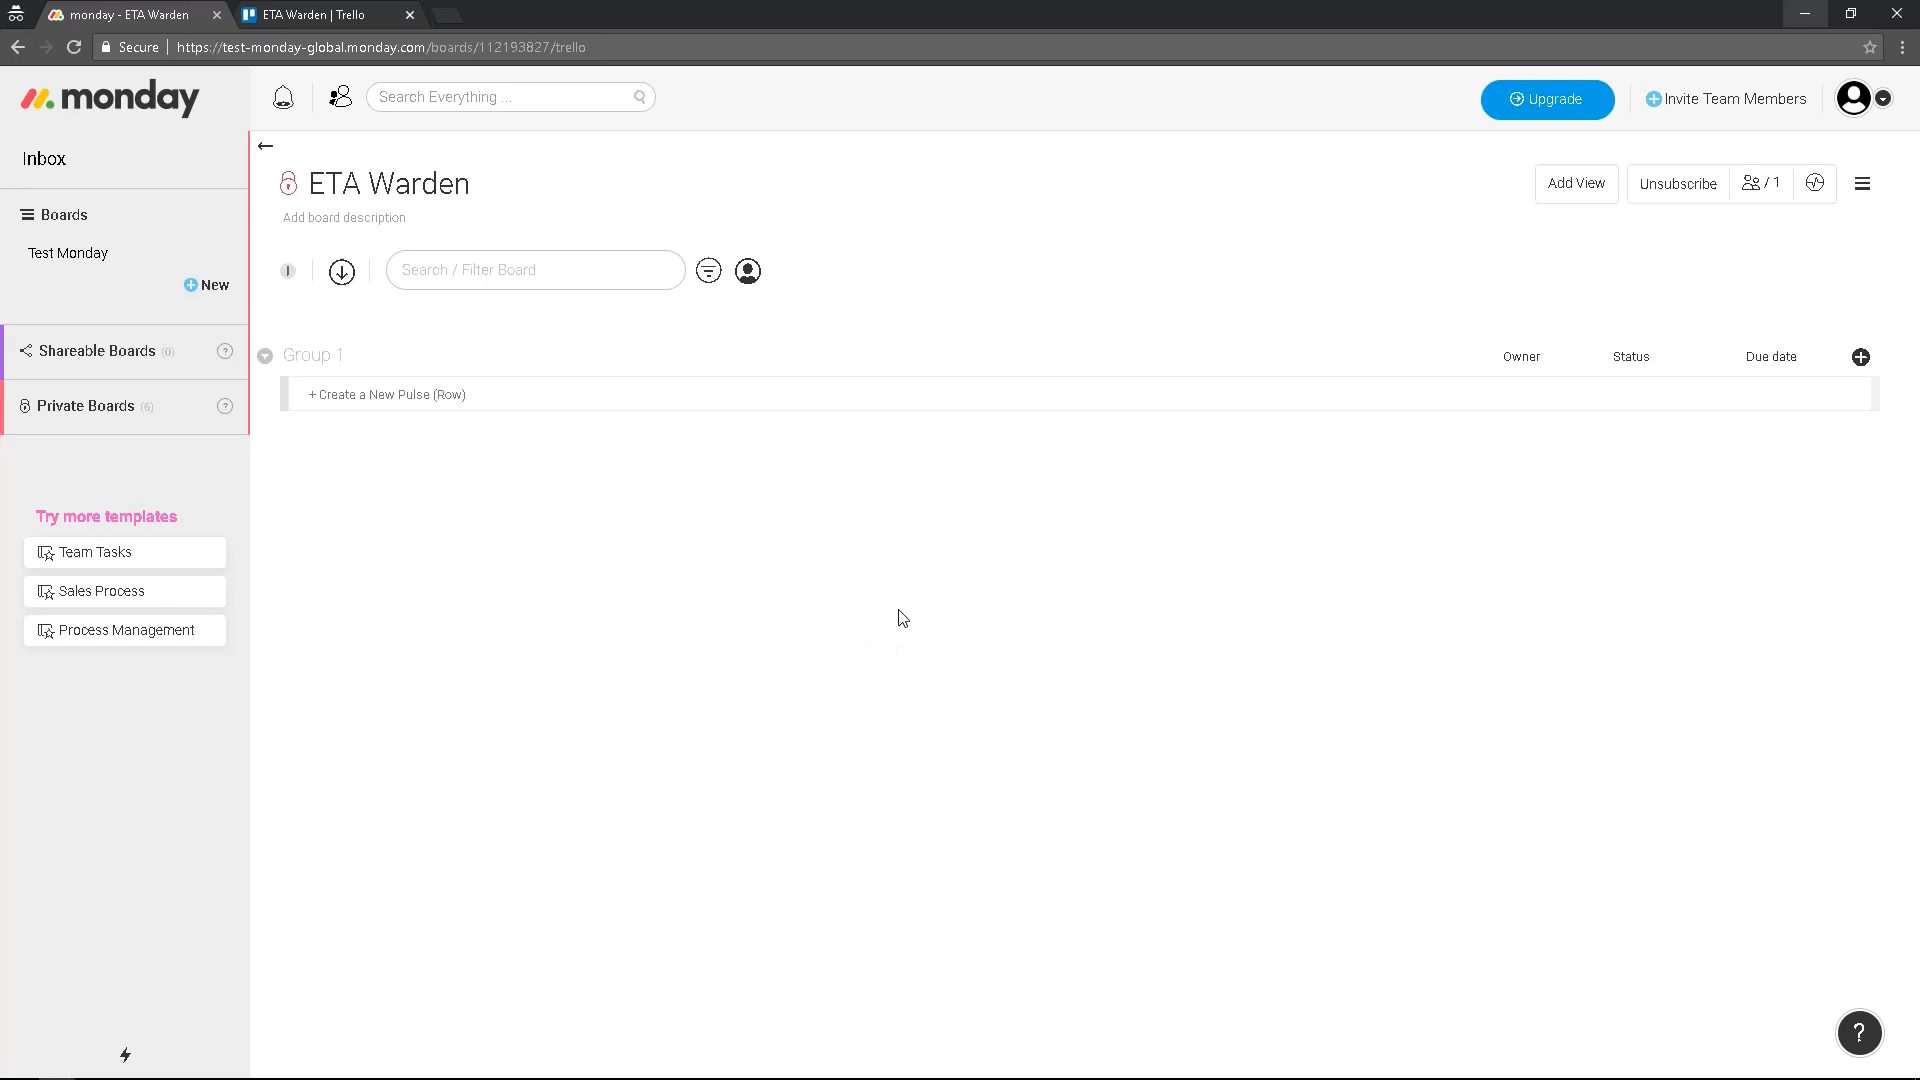 monday - ETA Warden
ETA Warden | Trello
Secure
https://test-monday-global.monday.com/boards/112193827/trello
monday
Search Everything ...
Upgrade
Invite Team Members
Inbox
ETA Warden
Add View
Unsubscribe
/ 1
Add board description
Boards
Test Monday
New
Search / Filter Board
Shareable Boards (0)
?
Group 1
Owner
Status
Due date
+ Create a New Pulse (Row)
Private Boards (6)
?
Try more templates
Team Tasks
Sales Process
Process Management
?